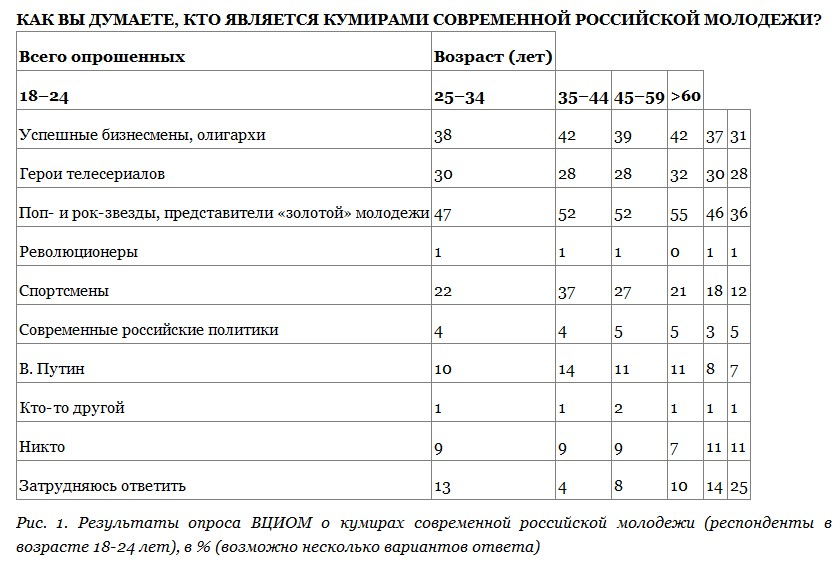 КАК ВЫ ДУМАЕТЕ, КТО ЯВЛЯЕТСЯ КУМИРАМИ СОВРЕМЕННОЙ РОССИЙСКОЙ МОЛОДЕЖИ?
Всего опрошенных Возраст (лет)
18–24 25–34 35–44 45–59 >60
Успешные бизнесмены, олигархи 38 42 39 42 37 31
Герои телесериалов 30 28 28 32 30 28
Поп- и рок-звезды, представители «золотой» молодежи 47 52 52 55 46 36
Революционеры 1 1 1 0 1 1
Спортсмены 22 37 27 21 18 12
Современные российские политики 4 4 5 5 3 5
В. Путин 10 14 11 11 8 7
Кто-то другой 1 1 2 1 1 1
Никто 9 9 9 7 11 11
Затрудняюсь ответить 13 4 8 10 14 25
Рис. 1. Результаты опроса ВЦИОМ о кумирах современной российской молодежи (респонденты в
возрасте 18-24 лет), в % (возможно несколько вариантов ответа)